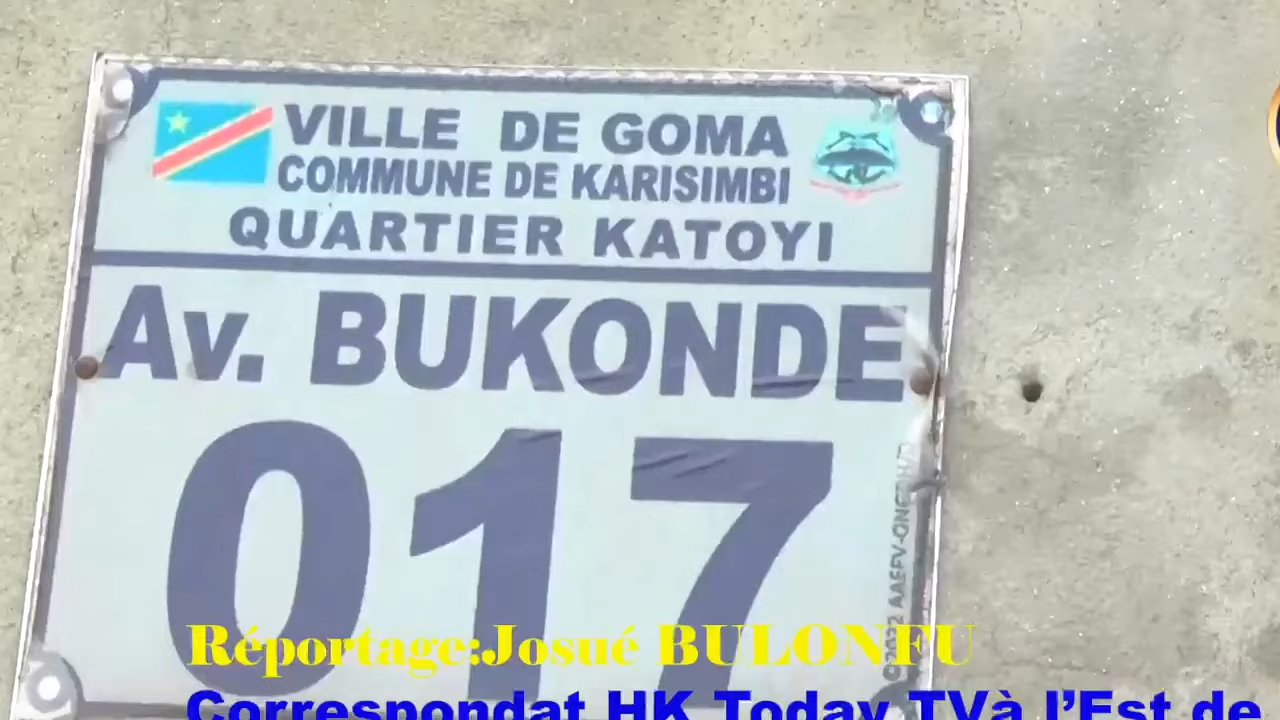 VILLE DE GOMA
COMMUNE DE KARISIMBI
QUARTIER KATOYI
Av. BUKONDE
017
Réportage:Josué BULONFU
Correspondat HK Today TVà l'Est de